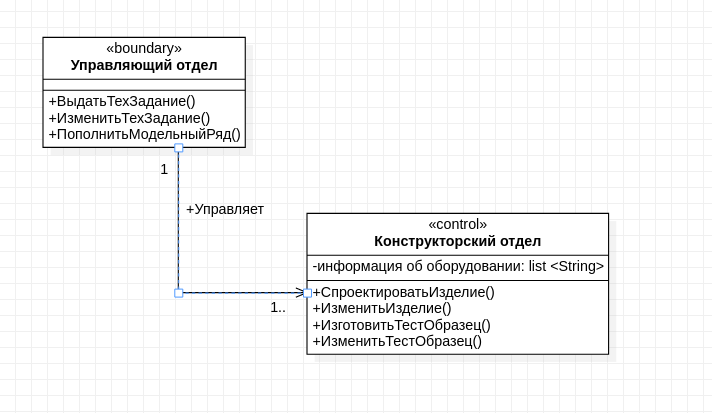 «boundary»
Управляющий отдел
+ВыдатьТехЗадание()
+ИзменитьТехЗадание()
+ПополнитьМодельныйРяд()
1
+Управляет
1..
«control»
Конструкторский отдел
-информация об оборудовании: list <String>
+СпроектироватьИзделие()
+ИзменитьИзделие()
+ИзготовитьТестОбразец()
+ИзменитьТестОбразец()